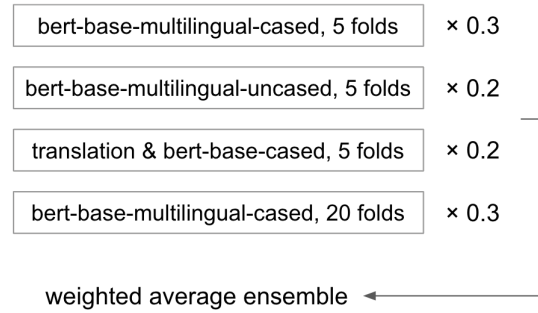 bert-base-multilingual-cased, 5 folds × 0.3
bert-base-multilingual-uncased, 5 folds × 0.2
translation & bert-base-cased, 5 folds × 0.2
bert-base-multilingual-cased, 20 folds × 0.3
weighted average ensemble